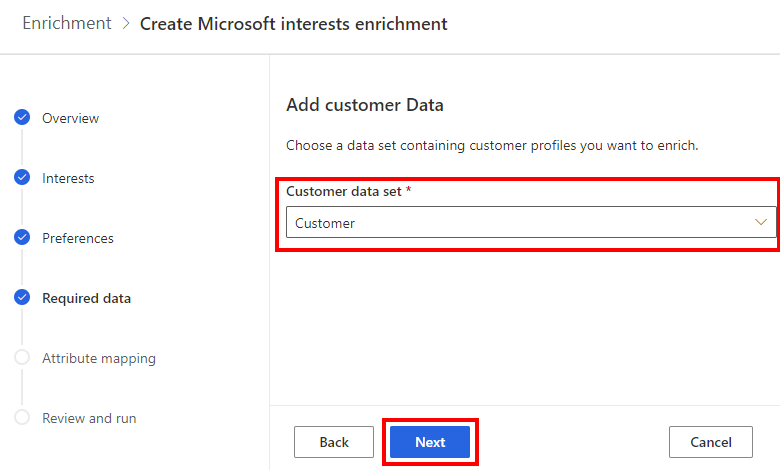 Enrichment > Create Microsoft interests enrichment
Overview
Interests
Preferences
Required data
Attribute mapping
Review and run
Add customer Data
Choose a data set containing customer profiles you want to enrich.
Customer data set *
Customer
Back
Next
Cancel